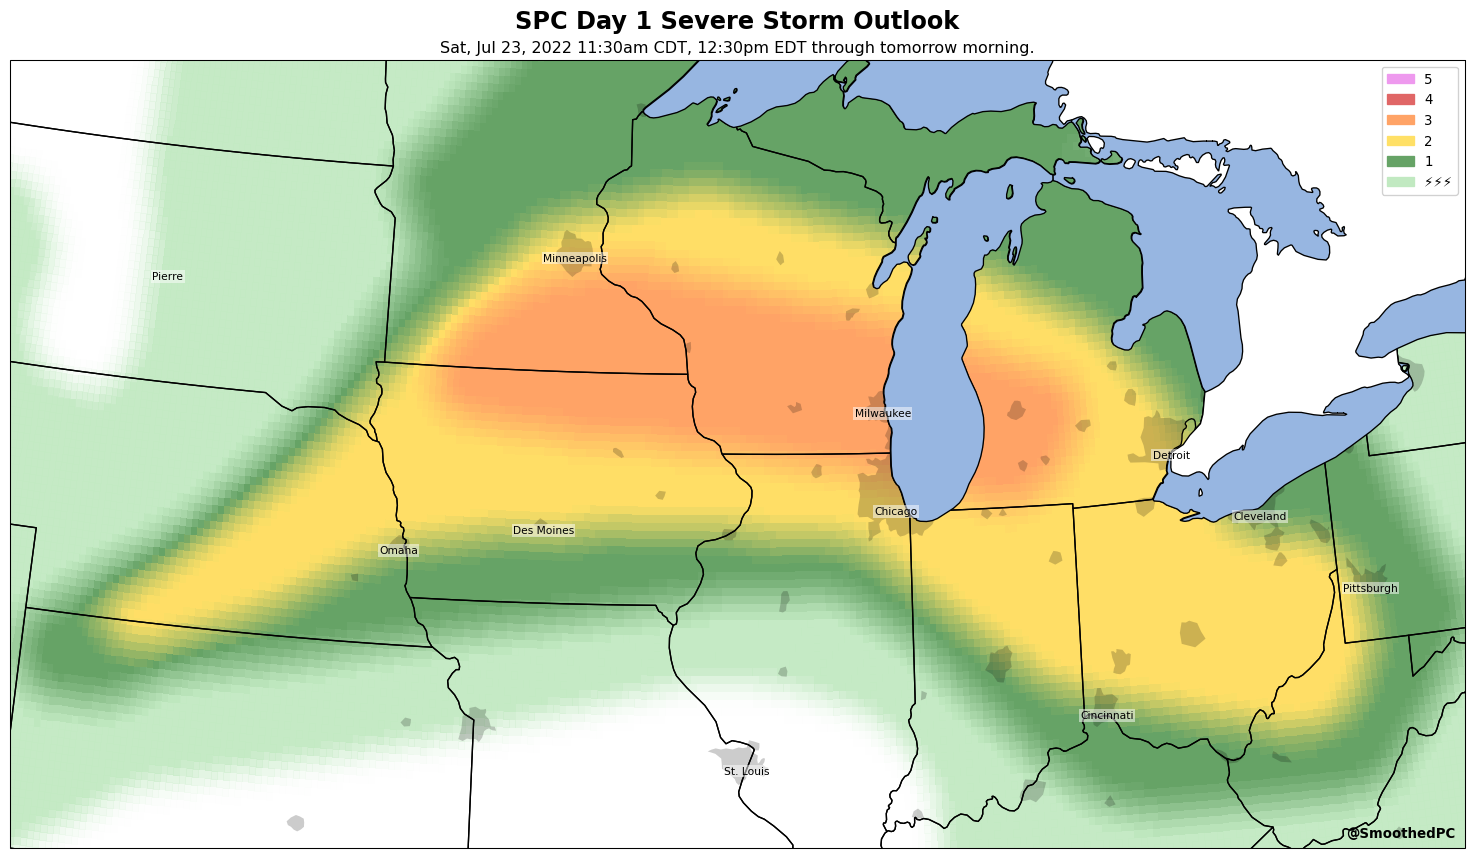 SPC Day 1 Severe Storm Outlook
Sat, Jul 23, 2022 11:30am CDT, 12:30pm EDT through tomorrow morning.
5
4
3
2
1
⚡⚡⚡
Minneapolis
Pierre
Milwaukee
Detroit
Chicago
Cleveland
Des Moines
Omaha
Pittsburgh
Cincinnati
St. Louis
@SmoothedPC